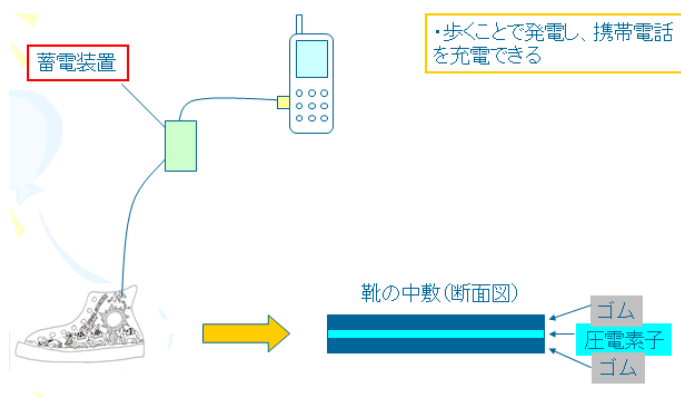 ・歩くことで発電し、携帯電話
を充電できる
蓄電装置
靴の中敷(断面図)
ゴム
圧電素子
ゴム